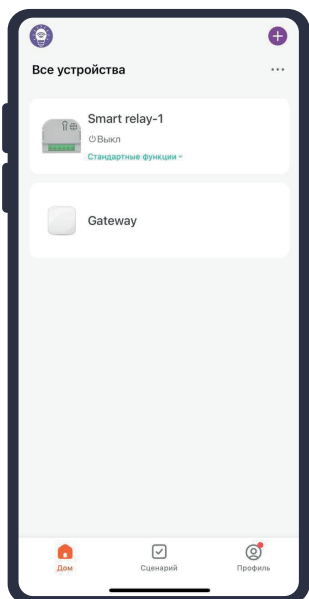 Все устройства
Smart relay-1
Выкл
Стандартные функции
Gateway
Дом
Сценарий
Профиль